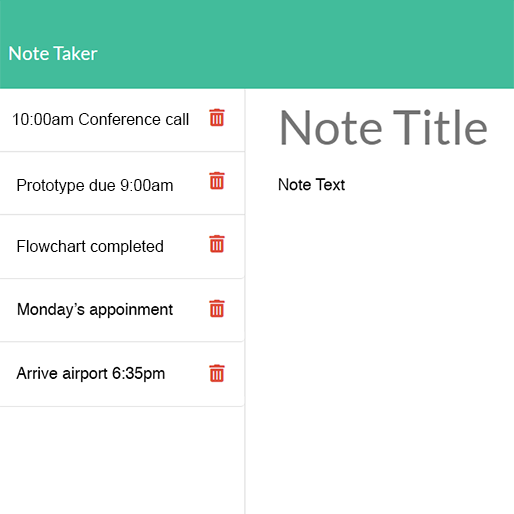 Note Taker
10:00am Conference call
Prototype due 9:00am
Flowchart completed
Monday’s appoinment
Arrive airport 6:35pm
Note Title
Note Text